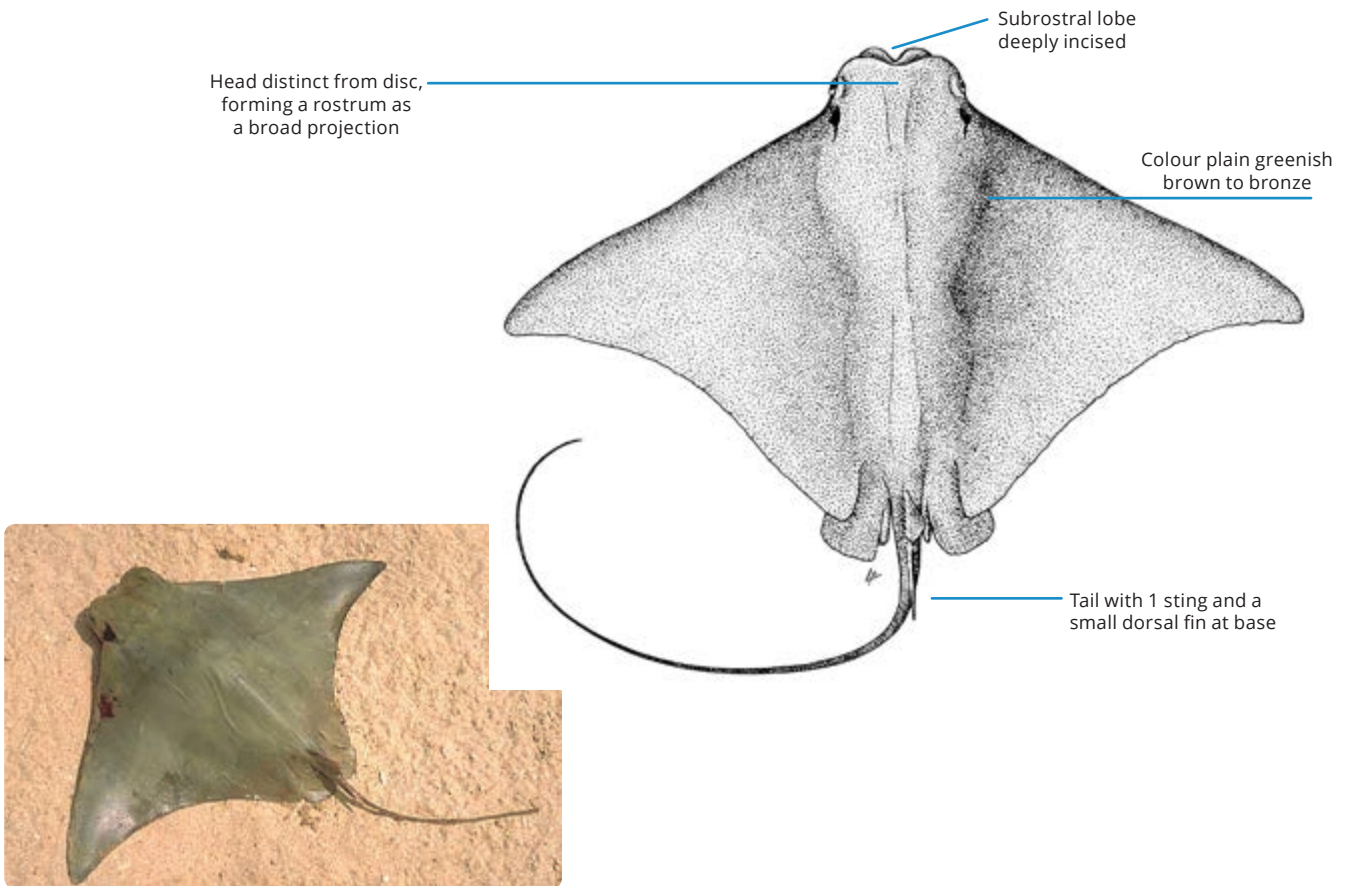 Subrostral lobe
deeply incised
Head distinct from disc,
forming a rostrum as
a broad projection
Colour plain greenish
brown to bronze
Tail with 1 sting and a
small dorsal fin at base